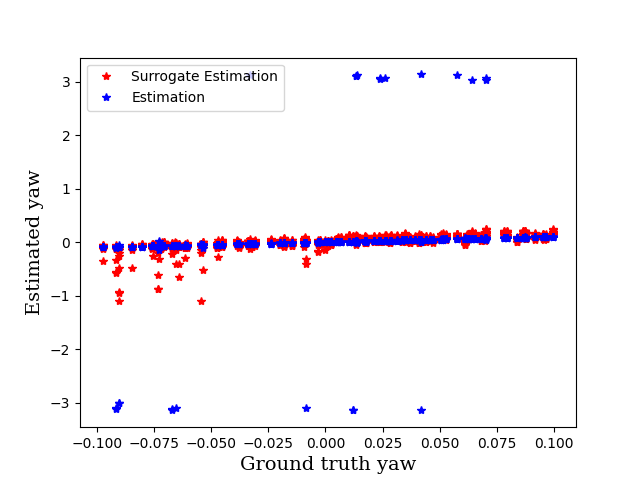 Surrogate Estimation
Estimation
3
2
1
0
−1
−2
−3
Estimated yaw
−0.100 −0.075 −0.050 −0.025 0.000 0.025 0.050 0.075 0.100
Ground truth yaw